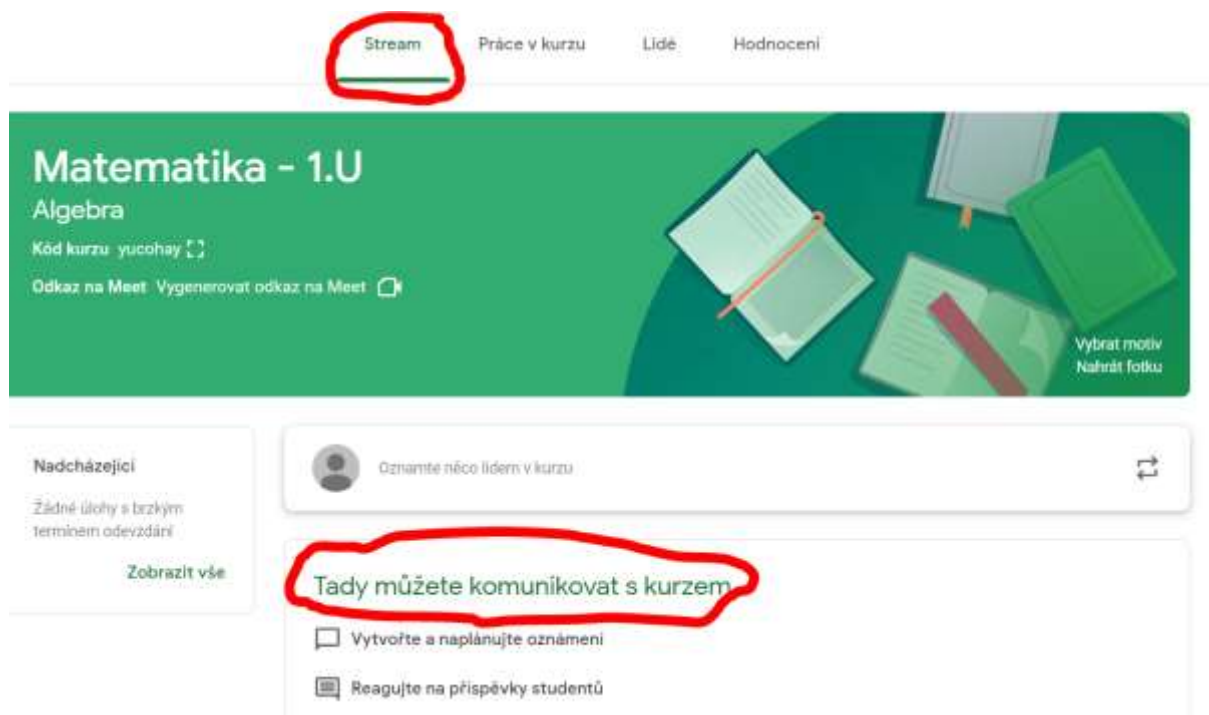 Stream Práce v kurzu Lidé Hodnocení
Matematika - 1.U
Algebra
Kód kurzu yucohay
Odkaz na Meet Vygenerovat odkaz na Meet
Vybrat motiv
Nahrát fotku
Nadcházející
Žádné úlohy s brzkým
termínem odevzdání
Zobrazit vše
Oznamte něco lidem v kurzu
Tady můžete komunikovat s kurzem
Vytvořte a naplánujte oznámení
Reagujte na příspěvky studentů